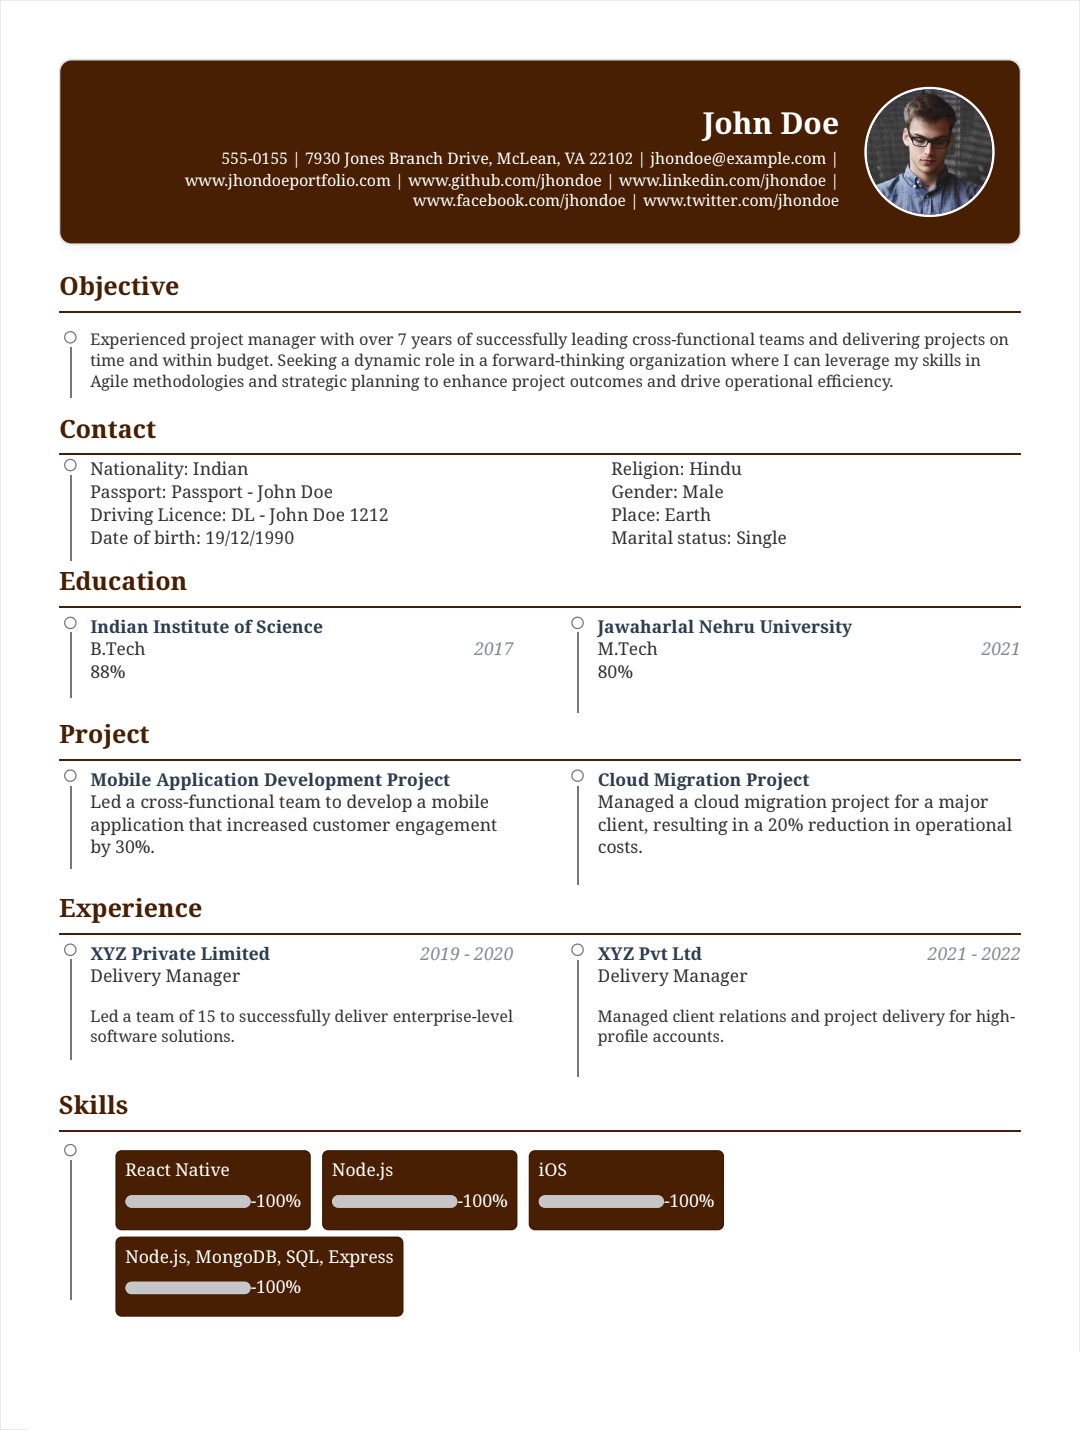 John Doe
555-0155 | 7930 Jones Branch Drive, McLean, VA 22102 | jhondoe@example.com |
www.jhondoeportfolio.com | www.github.com/jhondoe | www.linkedin.com/jhondoe |
www.facebook.com/jhondoe | www.twitter.com/jhondoe
Objective
Experienced project manager with over 7 years of successfully leading cross-functional teams and delivering projects on
time and within budget. Seeking a dynamic role in a forward-thinking organization where I can leverage my skills in
Agile methodologies and strategic planning to enhance project outcomes and drive operational efficiency.
Contact
Nationality: Indian
Passport: Passport - John Doe
Driving Licence: DL - John Doe 1212
Date of birth: 19/12/1990
Religion: Hindu
Gender: Male
Place: Earth
Marital status: Single
Education
Indian Institute of Science
B.Tech 2017
88%
Jawaharlal Nehru University
M.Tech 2021
80%
Project
Mobile Application Development Project
Led a cross-functional team to develop a mobile
application that increased customer engagement
by 30%.
Cloud Migration Project
Managed a cloud migration project for a major
client, resulting in a 20% reduction in operational
costs.
Experience
XYZ Private Limited 2019 - 2020
Delivery Manager
Led a team of 15 to successfully deliver enterprise-level
software solutions.
XYZ Pvt Ltd 2021 - 2022
Delivery Manager
Managed client relations and project delivery for high-
profile accounts.
Skills
React Native
-100%
Node.js
-100%
iOS
-100%
Node.js, MongoDB, SQL, Express
-100%